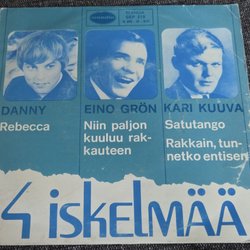 DANNY
Rebecca
EINO GRÖN
Niin paljon
kuuluu rak-
kauteen
KARI KUUVA
Satutango
Rakkain, tun-
netko entisen
4 iskelmää